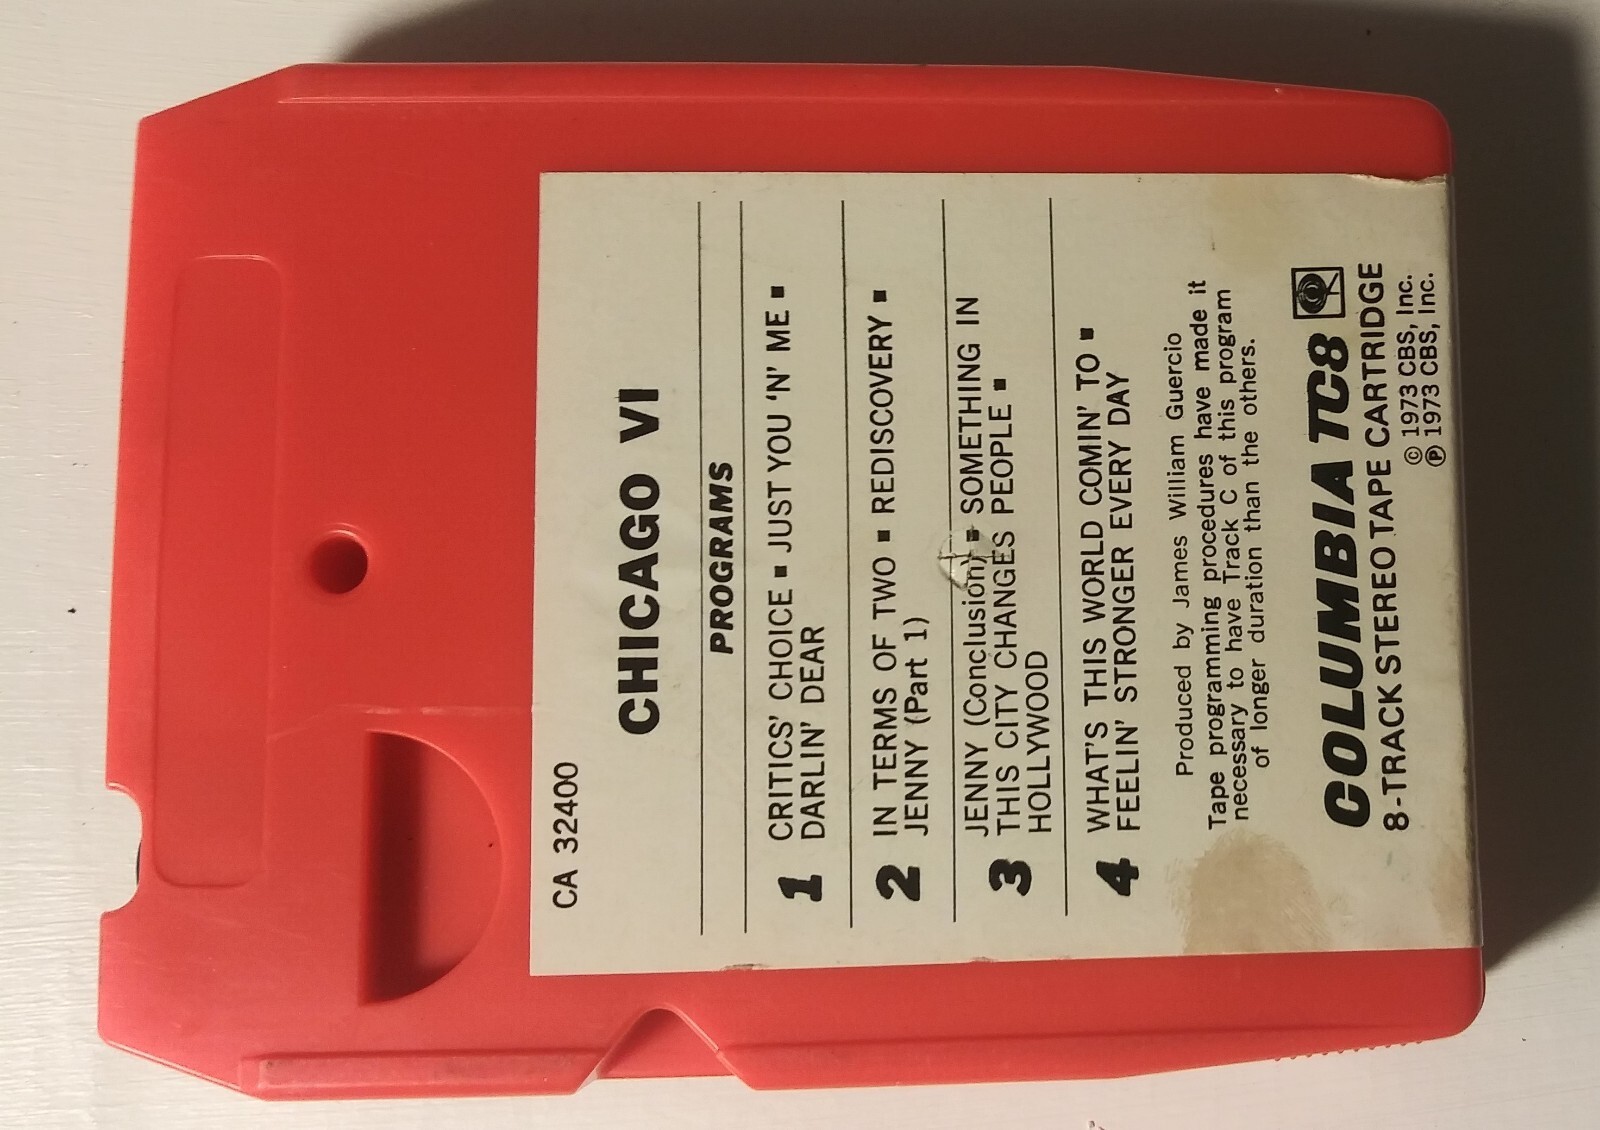 CA 32400
CHICAGO VI
PROGRAMS
1 CRITICS' CHOICE ▪ JUST YOU 'N' ME ▪
DARLIN' DEAR
2 IN TERMS OF TWO ▪ REDISCOVERY ▪
JENNY (Part 1)
3 JENNY (Conclusion) ▪ SOMETHING IN
THIS CITY CHANGES PEOPLE ▪
HOLLYWOOD
4 WHAT'S THIS WORLD COMIN' TO ▪
FEELIN' STRONGER EVERY DAY
Produced by James William Guercio
Tape programming procedures have made it
necessary to have Track C of this program
of longer duration than the others.
COLUMBIA TC8
8-TRACK STEREO TAPE CARTRIDGE
© 1973 CBS, Inc.
℗ 1973 CBS, Inc.